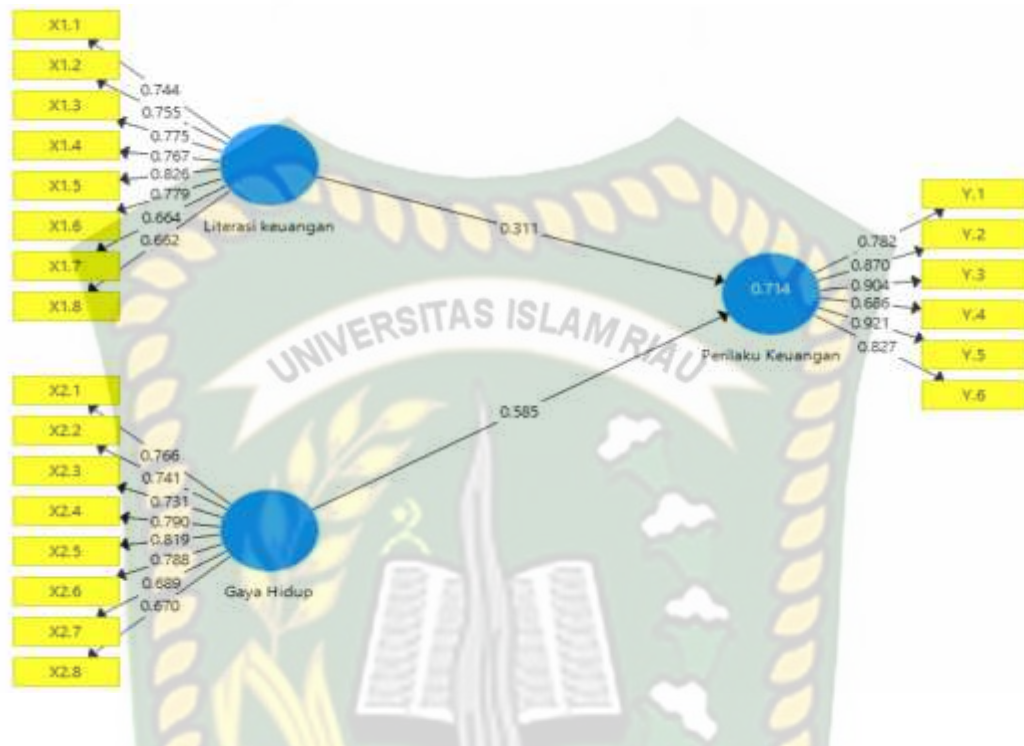 X1.1
X1.2
X1.3
X1.4
X1.5
X1.6
X1.7
X1.8
0.744
0.755
0.775
0.767
0.826
0.779
0.664
0.662
Literasi keuangan
0.311
X2.1
X2.2
X2.3
X2.4
X2.5
X2.6
X2.7
X2.8
0.766
0.741
0.731
0.790
0.819
0.788
0.689
0.670
Gaya Hidup
0.585
0.714
Perilaku Keuangan
0.782
0.870
0.904
0.686
0.921
0.827
Y.1
Y.2
Y.3
Y.4
Y.5
Y.6
UNIVERSITAS ISLAM RIAU